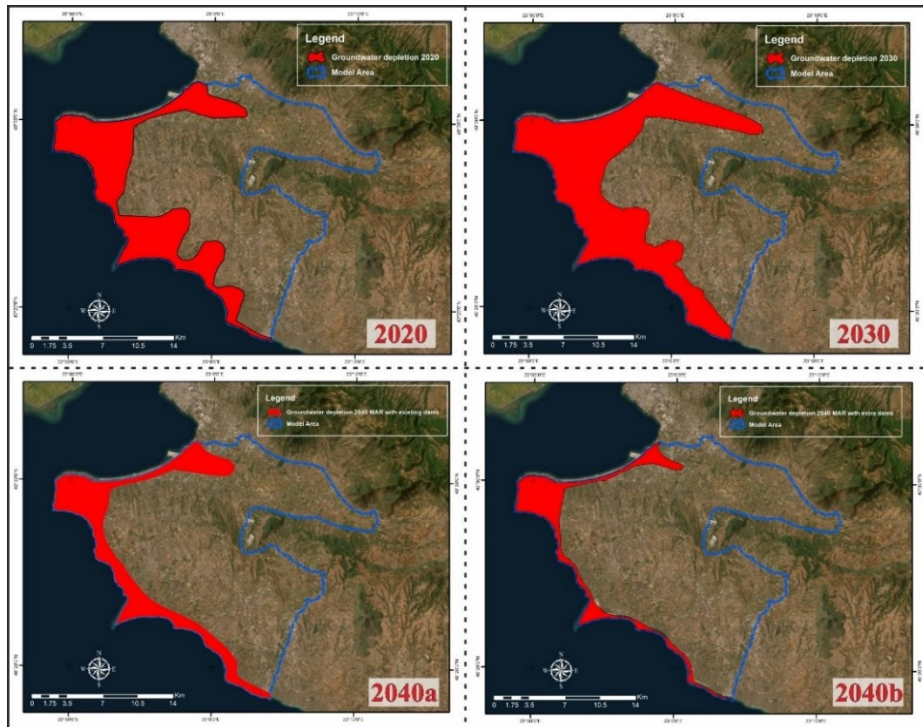 Legend
Groundwater depletion 2020
Model Area
N
W E
S
0 1.75 3.5 7 10.5 14 Km
2020
Legend
Groundwater depletion 2030
Model Area
N
W E
S
0 1.75 3.5 7 10.5 14 Km
2030
Legend
Groundwater depletion 2040 MAR with existing dams
Model Area
N
W E
S
0 1.75 3.5 7 10.5 14 Km
2040a
Legend
Groundwater depletion 2040 MAR with extra dams
Model Area
N
W E
S
0 1.75 3.5 7 10.5 14 Km
2040b